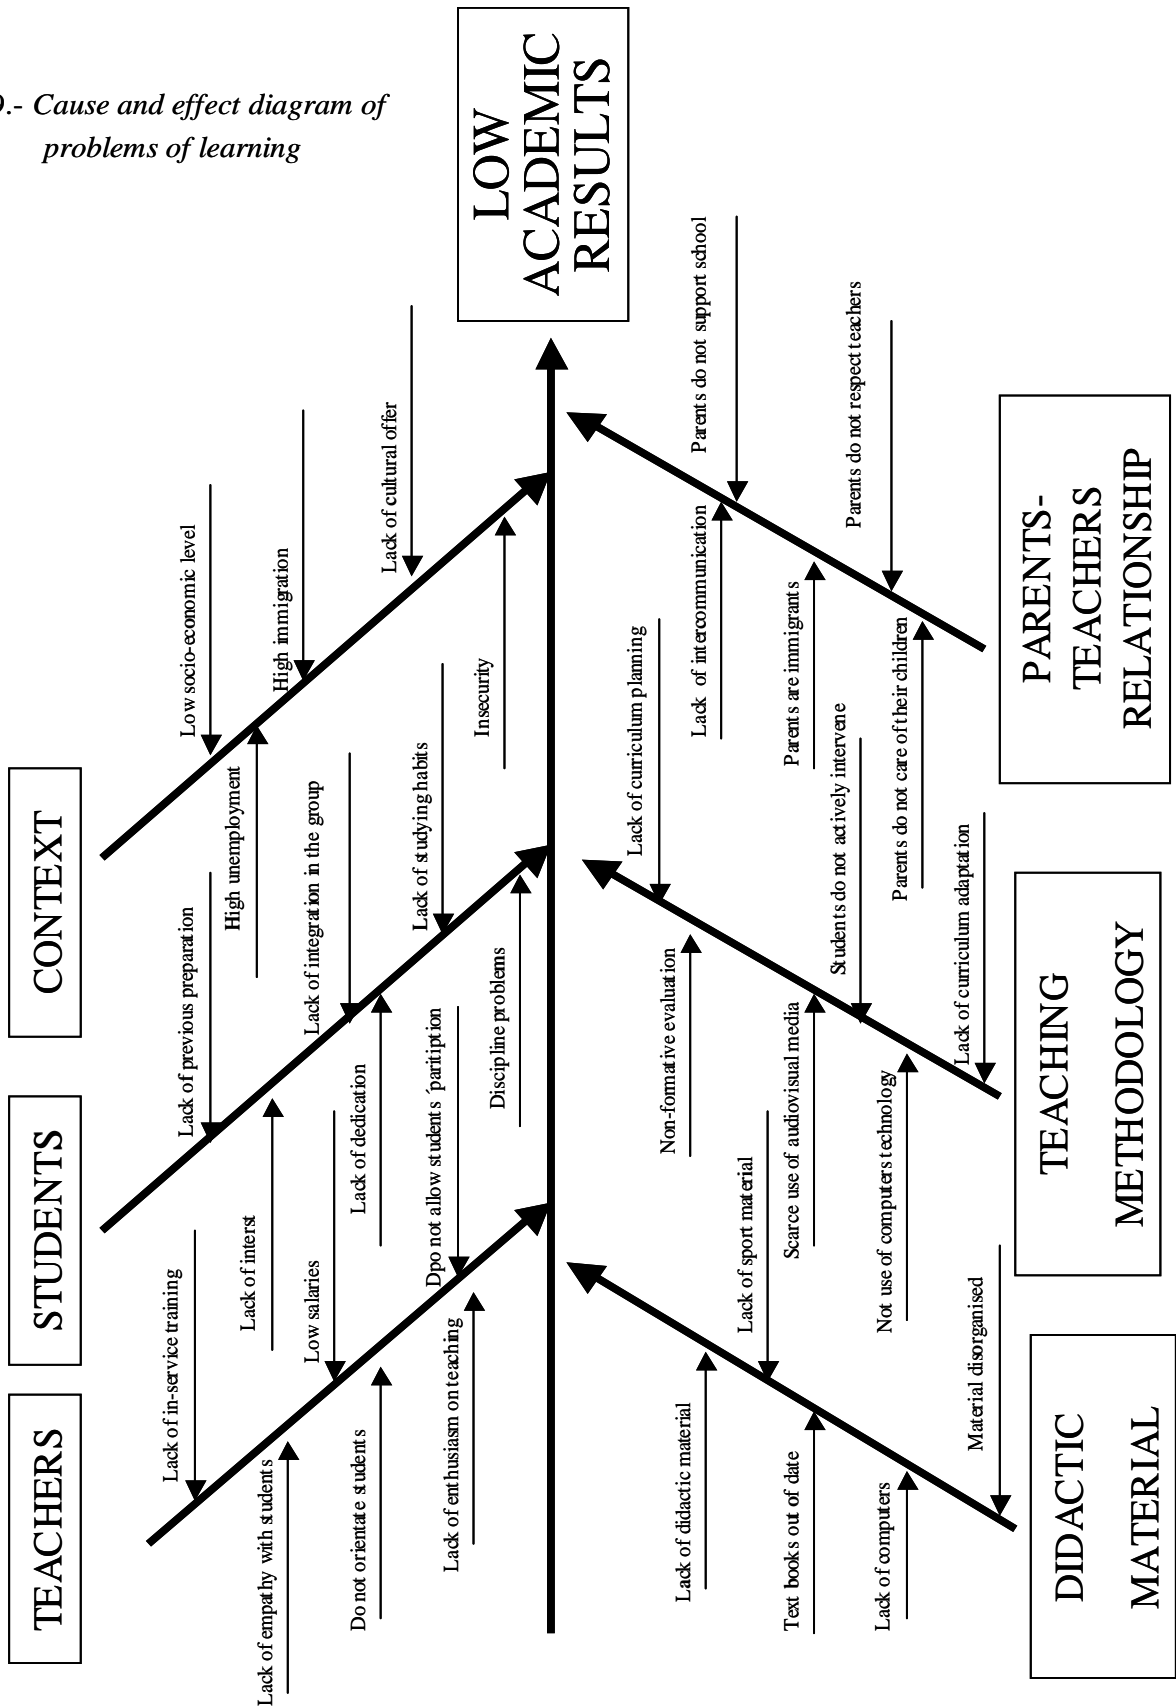 9.- Cause and effect diagram of
problems of learning
LOW
ACADEMIC
RESULTS
TEACHERS
STUDENTS
CONTEXT
Lack of in-service training
Lack of empathy with students
Low salaries
Do not orientate students
Dpo not allow students ´paritiption
Lack of enthusiasm on teaching
Lack of previous preparation
Lack of interst
Lack of integration in the group
Lack of dedication
Lack of studying habits
Discipline problems
Low socio-economic level
High unemployment
High immigration
Lack of cultural offer
Insecurity
Lack of didactic material
Lack of sport material
Text books out of date
Lack of computers
Material disorganised
Lack of curriculum planning
Non-formative evaluation
Scarce use of audiovisual media
Students do not actively intervene
Not use of computers technology
Lack of curriculum adaptation
Parents do not support school
Lack of intercommunication
Parents are immigrants
Parents do not respect teachers
Parents do not care of their children
DIDACTIC
MATERIAL
TEACHING
METHODOLOGY
PARENTS-
TEACHERS
RELATIONSHIP